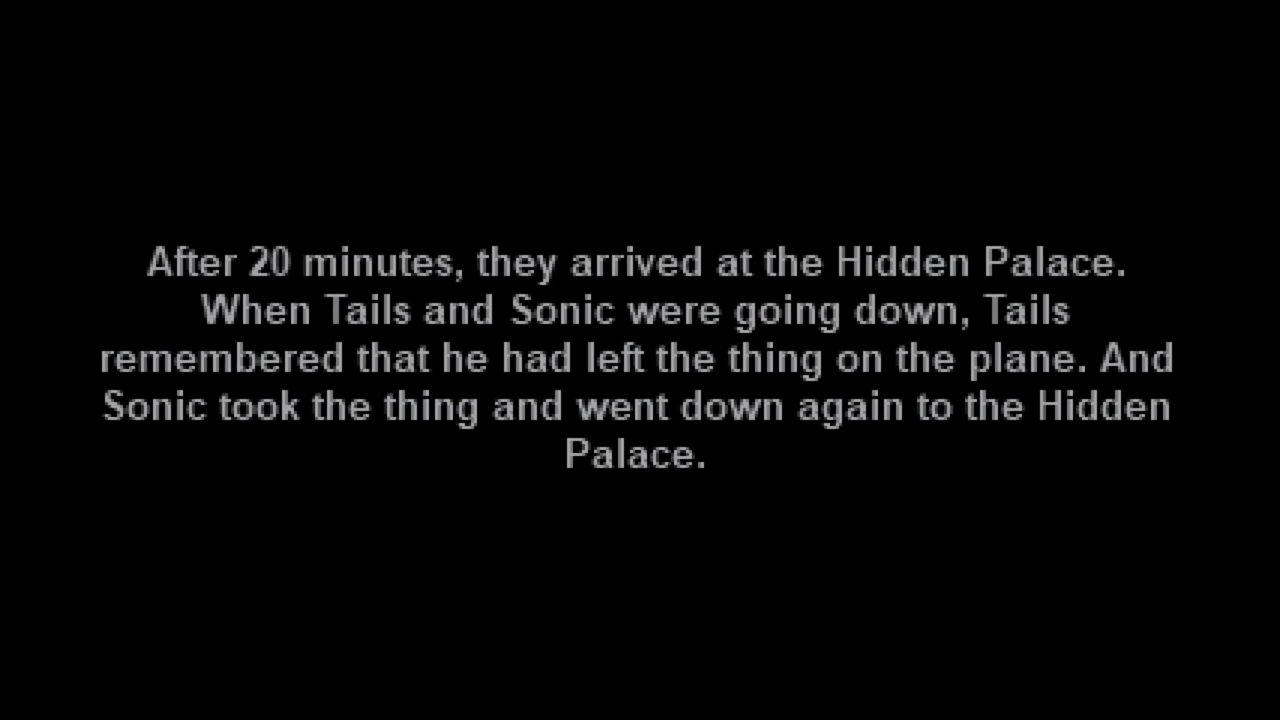 After 20 minutes, they arrived at the Hidden Palace.
When Tails and Sonic were going down, Tails
remembered that he had left the thing on the plane. And
Sonic took the thing and went down again to the Hidden
Palace.